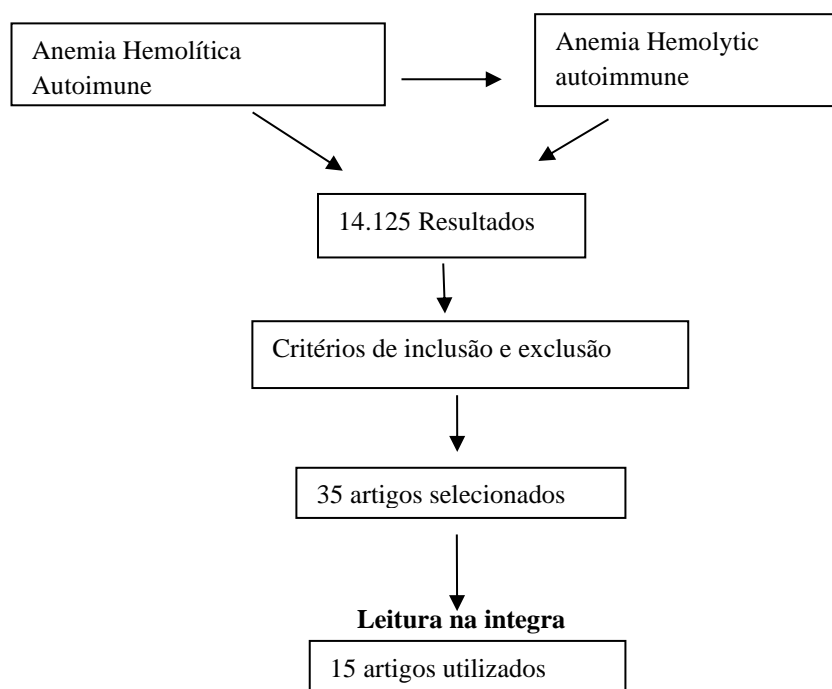 Anemia Hemolítica
Autoimune
Anemia Hemolytic
autoimmune
14.125 Resultados
Critérios de inclusão e exclusão
35 artigos selecionados
Leitura na integra
15 artigos utilizados